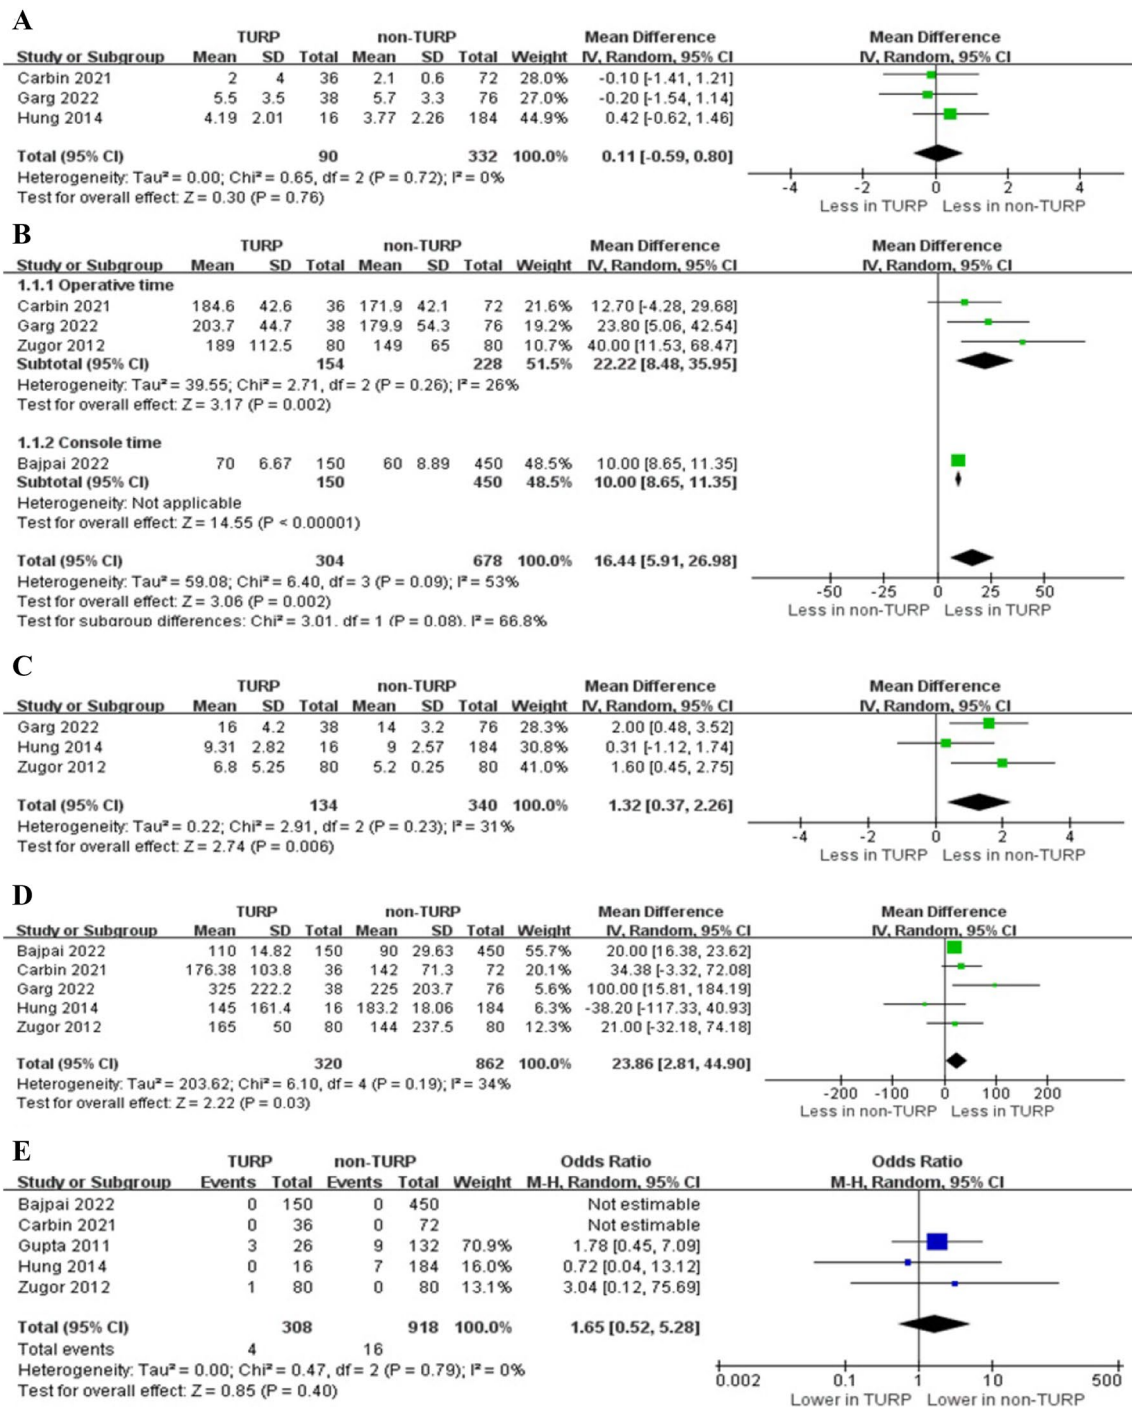 A
TURP non-TURP Mean Difference Mean Difference
Study or Subgroup Mean SD Total Mean SD Total Weight IV, Random, 95% CI IV, Random, 95% CI
Carbin 2021 2 4 36 2.1 0.6 72 28.0% -0.10 [-1.41, 1.21]
Garg 2022 5.5 3.5 38 5.7 3.3 76 27.0% -0.20 [-1.54, 1.14]
Hung 2014 4.19 2.01 16 3.77 2.26 184 44.9% 0.42 [-0.62, 1.46]
Total (95% CI) 90 332 100.0% 0.11 [-0.59, 0.80]
Heterogeneity: Tau² = 0.00; Chi² = 0.65, df = 2 (P = 0.72); I² = 0%
Test for overall effect: Z = 0.30 (P = 0.76)
-4 -2 0 2 4
Less in TURP Less in non-TURP
B
TURP non-TURP Mean Difference Mean Difference
Study or Subgroup Mean SD Total Mean SD Total Weight IV, Random, 95% CI IV, Random, 95% CI
1.1.1 Operative time
Carbin 2021 184.6 42.6 36 171.9 42.1 72 21.6% 12.70 [-4.28, 29.68]
Garg 2022 203.7 44.7 38 179.9 54.3 76 19.2% 23.80 [5.06, 42.54]
Zugor 2012 189 112.5 80 149 65 80 10.7% 40.00 [11.53, 68.47]
Subtotal (95% CI) 154 228 51.5% 22.22 [8.48, 35.95]
Heterogeneity: Tau² = 39.55; Chi² = 2.71, df = 2 (P = 0.26); I² = 26%
Test for overall effect: Z = 3.17 (P = 0.002)
1.1.2 Console time
Bajpai 2022 70 6.67 150 60 8.89 450 48.5% 10.00 [8.65, 11.35]
Subtotal (95% CI) 150 450 48.5% 10.00 [8.65, 11.35]
Heterogeneity: Not applicable
Test for overall effect: Z = 14.55 (P < 0.00001)
Total (95% CI) 304 678 100.0% 16.44 [5.91, 26.98]
Heterogeneity: Tau² = 59.08; Chi² = 6.40, df = 3 (P = 0.09); I² = 53%
Test for overall effect: Z = 3.06 (P = 0.002)
Test for subgroup differences: Chi² = 3.01, df = 1 (P = 0.08), I² = 66.8%
-50 -25 0 25 50
Less in non-TURP Less in TURP
C
TURP non-TURP Mean Difference Mean Difference
Study or Subgroup Mean SD Total Mean SD Total Weight IV, Random, 95% CI IV, Random, 95% CI
Garg 2022 16 4.2 38 14 3.2 76 28.3% 2.00 [0.48, 3.52]
Hung 2014 9.31 2.82 16 9 2.57 184 30.8% 0.31 [-1.12, 1.74]
Zugor 2012 6.8 5.25 80 5.2 0.25 80 41.0% 1.60 [0.45, 2.75]
Total (95% CI) 134 340 100.0% 1.32 [0.37, 2.26]
Heterogeneity: Tau² = 0.22; Chi² = 2.91, df = 2 (P = 0.23); I² = 31%
Test for overall effect: Z = 2.74 (P = 0.006)
-4 -2 0 2 4
Less in TURP Less in non-TURP
D
TURP non-TURP Mean Difference Mean Difference
Study or Subgroup Mean SD Total Mean SD Total Weight IV, Random, 95% CI IV, Random, 95% CI
Bajpai 2022 110 14.82 150 90 29.63 450 55.7% 20.00 [16.38, 23.62]
Carbin 2021 176.38 103.8 36 142 71.3 72 20.1% 34.38 [-3.32, 72.08]
Garg 2022 325 222.2 38 225 203.7 76 5.6% 100.00 [15.81, 184.19]
Hung 2014 145 161.4 16 183.2 18.06 184 6.3% -38.20 [-117.33, 40.93]
Zugor 2012 165 50 80 144 237.5 80 12.3% 21.00 [-32.18, 74.18]
Total (95% CI) 320 862 100.0% 23.86 [2.81, 44.90]
Heterogeneity: Tau² = 203.62; Chi² = 6.10, df = 4 (P = 0.19); I² = 34%
Test for overall effect: Z = 2.22 (P = 0.03)
-200 -100 0 100 200
Less in non-TURP Less in TURP
E
TURP non-TURP Odds Ratio Odds Ratio
Study or Subgroup Events Total Events Total Weight M-H, Random, 95% CI M-H, Random, 95% CI
Bajpai 2022 0 150 0 450 Not estimable
Carbin 2021 0 36 0 72 Not estimable
Gupta 2011 3 26 9 132 70.9% 1.78 [0.45, 7.09]
Hung 2014 0 16 7 184 16.0% 0.72 [0.04, 13.12]
Zugor 2012 1 80 0 80 13.1% 3.04 [0.12, 75.69]
Total (95% CI) 308 918 100.0% 1.65 [0.52, 5.28]
Total events 4 16
Heterogeneity: Tau² = 0.00; Chi² = 0.47, df = 2 (P = 0.79); I² = 0%
Test for overall effect: Z = 0.85 (P = 0.40)
0.002 0.1 1 10 500
Lower in TURP Lower in non-TURP